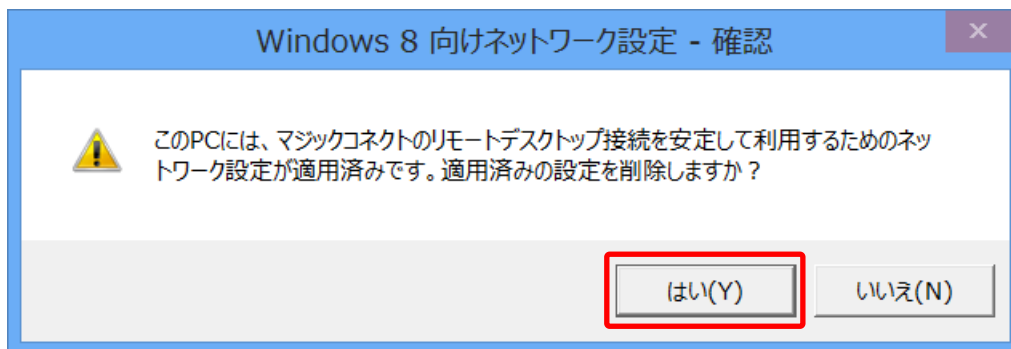 Windows 8 向けネットワーク設定 - 確認
このPCには、マジックコネクトのリモートデスクトップ接続を安定して利用するためのネッ
トワーク設定が適用済みです。適用済みの設定を削除しますか？
はい(Y)
いいえ(N)